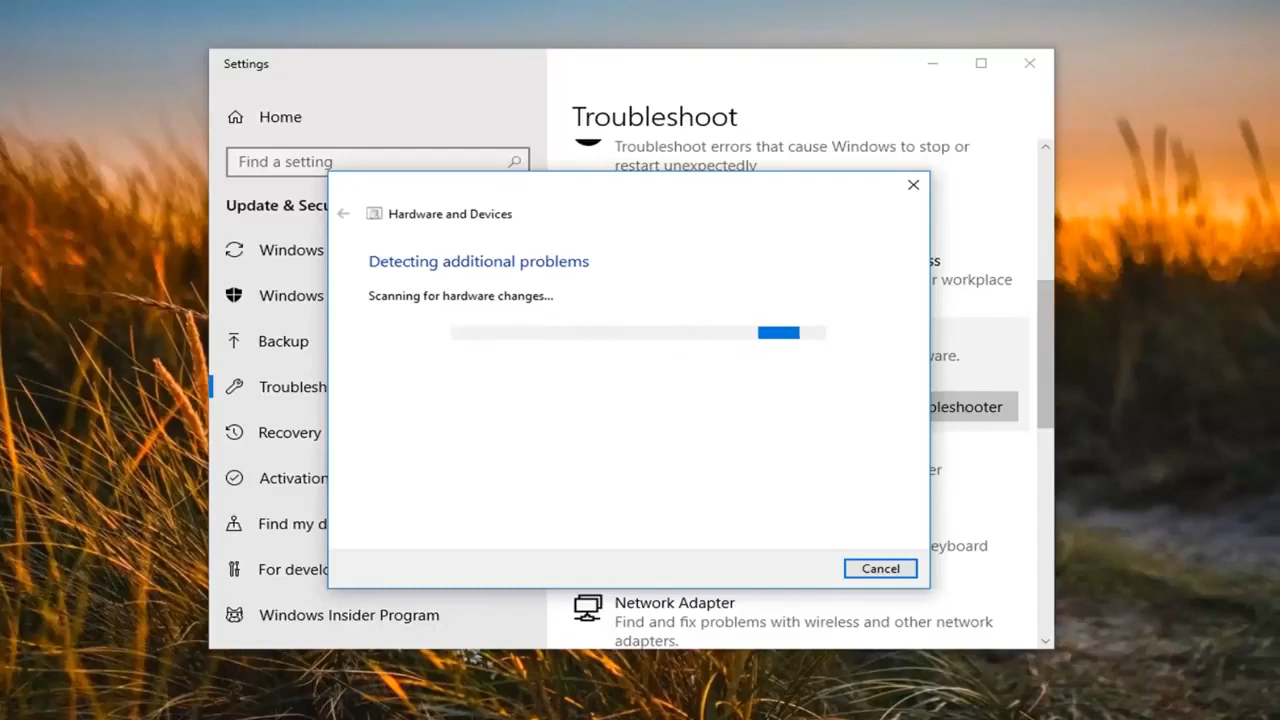 Settings
Home
Find a setting
Update & Secu
Windows
Windows
Backup
Troublesh
Recovery
Activation
Find my d
For develo
Windows Insider Program
Troubleshoot
Troubleshoot errors that cause Windows to stop or
restart unexpectedly
ss
r workplace
ware.
bleshooter
er
eyboard
Network Adapter
Find and fix problems with wireless and other network
adapters.
Hardware and Devices
Detecting additional problems
Scanning for hardware changes...
Cancel